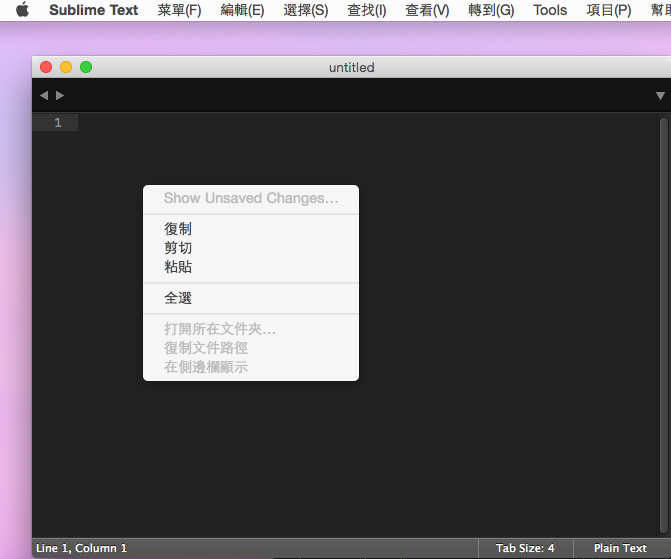 Sublime Text 菜單(F) 編輯(E) 選擇(S) 查找(I) 查看(V) 轉到(G) Tools 項目(P) 幫助
untitled
1
Show Unsaved Changes...
復制
剪切
粘貼
全選
打開所在文件夾...
復制文件路徑
在側邊欄顯示
Line 1, Column 1 Tab Size: 4 Plain Text